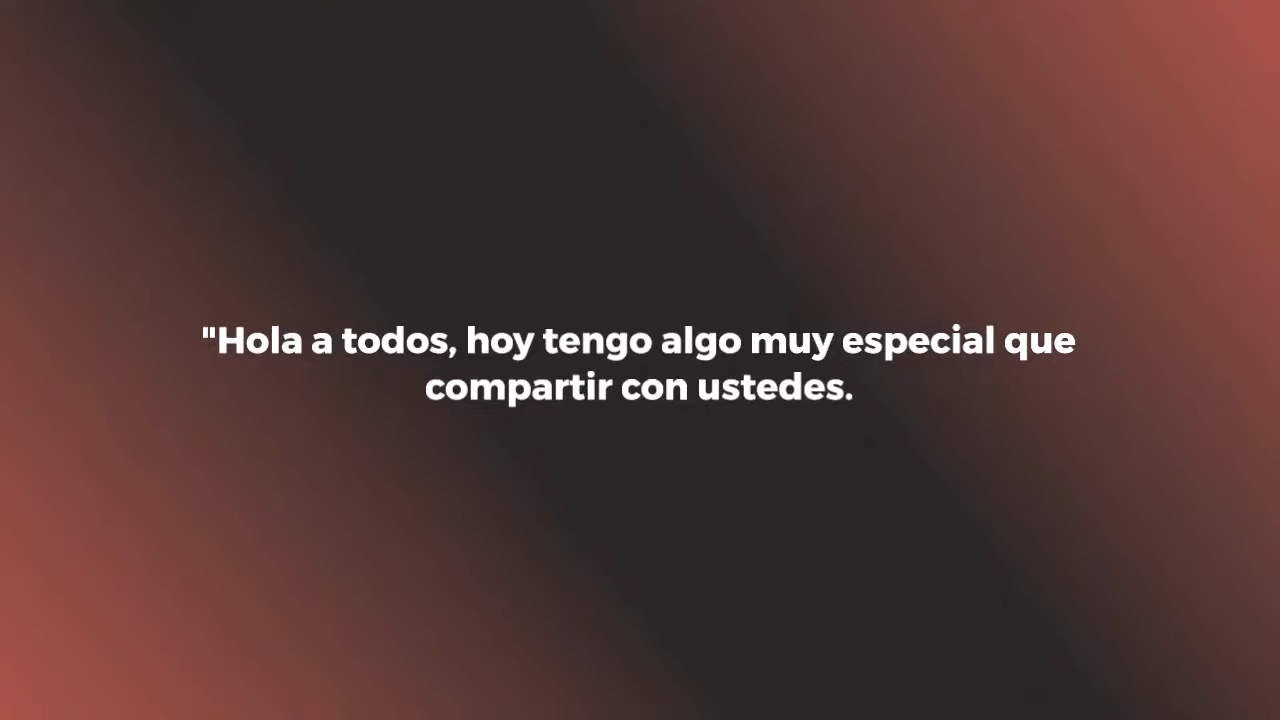 "Hola a todos, hoy tengo algo muy especial que
compartir con ustedes.